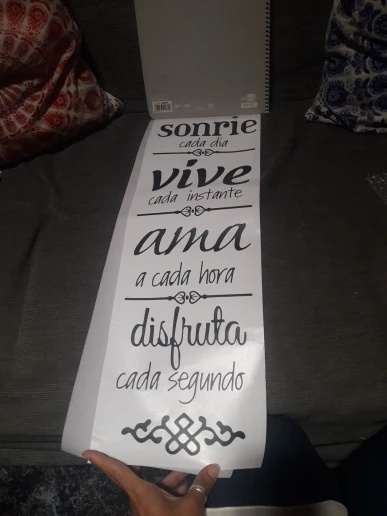 sonrie
cada dia
vive
cada instante
ama
a cada hora
disfruta
cada segundo